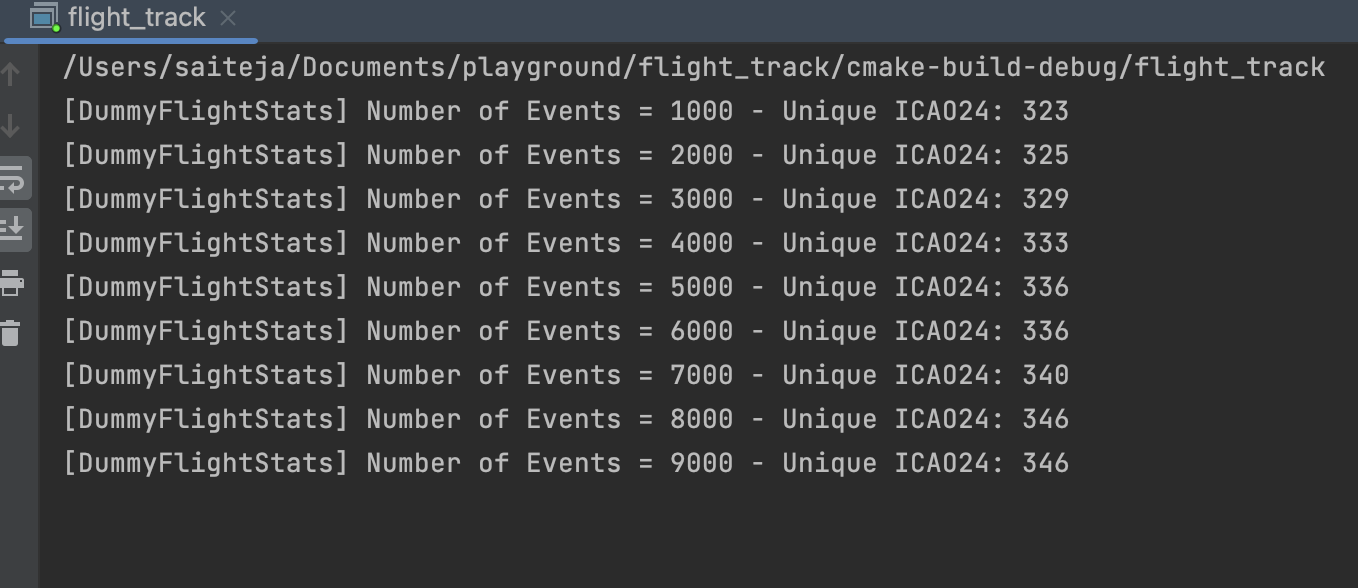 flight_track
/Users/saiteja/Documents/playground/flight_track/cmake-build-debug/flight_track
[DummyFlightStats] Number of Events = 1000 - Unique ICAO24: 323
[DummyFlightStats] Number of Events = 2000 - Unique ICAO24: 325
[DummyFlightStats] Number of Events = 3000 - Unique ICAO24: 329
[DummyFlightStats] Number of Events = 4000 - Unique ICAO24: 333
[DummyFlightStats] Number of Events = 5000 - Unique ICAO24: 336
[DummyFlightStats] Number of Events = 6000 - Unique ICAO24: 336
[DummyFlightStats] Number of Events = 7000 - Unique ICAO24: 340
[DummyFlightStats] Number of Events = 8000 - Unique ICAO24: 346
[DummyFlightStats] Number of Events = 9000 - Unique ICAO24: 346